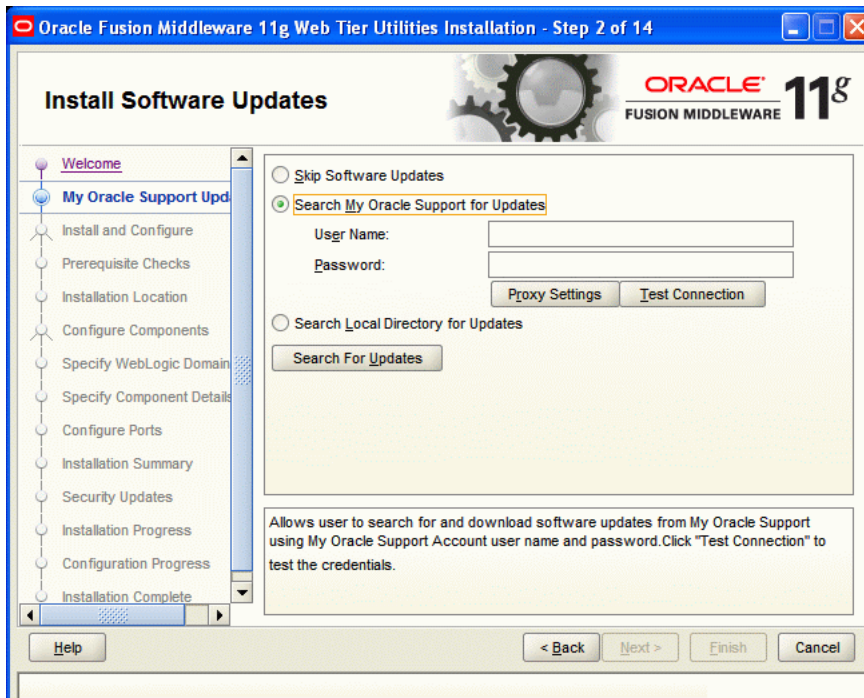 Oracle Fusion Middleware 11g Web Tier Utilities Installation - Step 2 of 14
Install Software Updates
ORACLE
FUSION MIDDLEWARE
11g
Welcome
My Oracle Support Upd
Install and Configure
Prerequisite Checks
Installation Location
Configure Components
Specify WebLogic Domain
Specify Component Details
Configure Ports
Installation Summary
Security Updates
Installation Progress
Configuration Progress
Installation Complete
Skip Software Updates
Search My Oracle Support for Updates
User Name:
Password:
Proxy Settings
Test Connection
Search Local Directory for Updates
Search For Updates
Allows user to search for and download software updates from My Oracle Support
using My Oracle Support Account user name and password.Click "Test Connection" to
test the credentials.
Help
< Back
Next >
Finish
Cancel